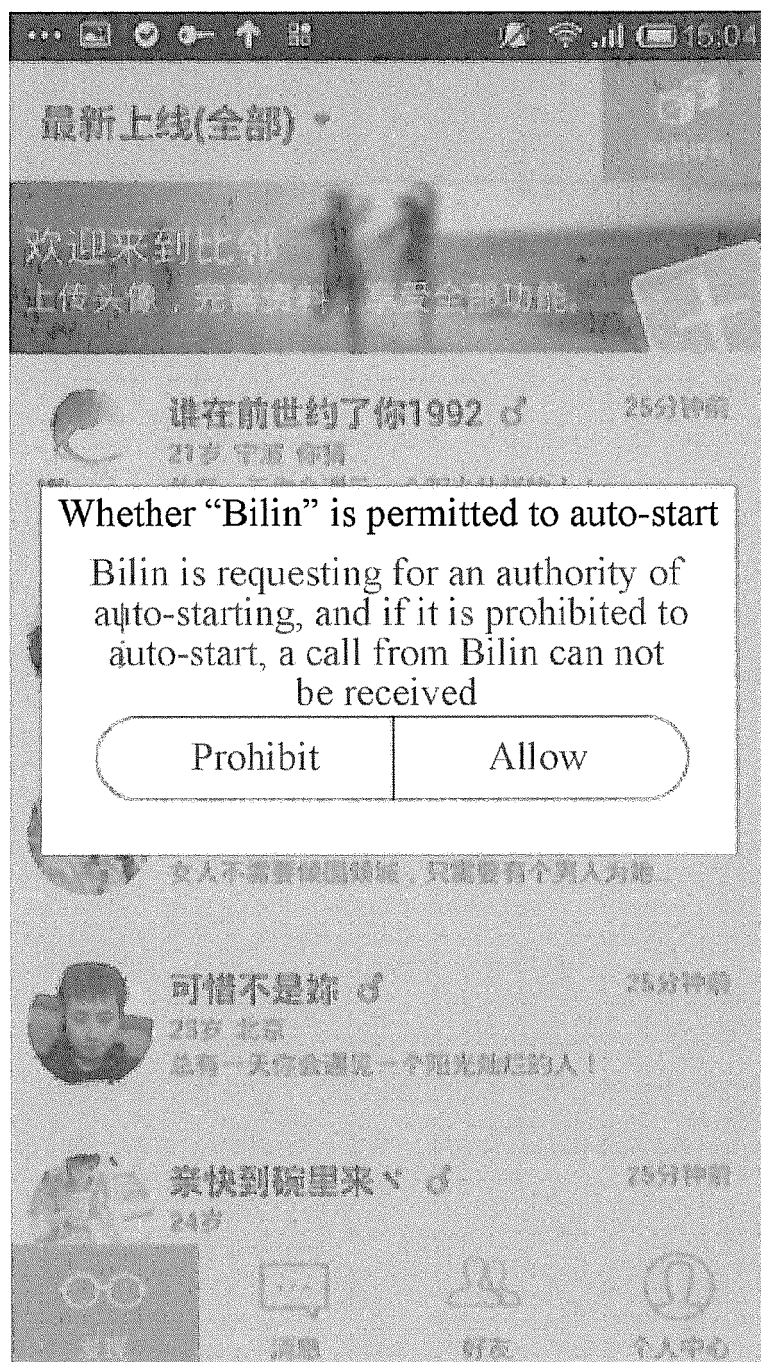 15:04
最新上线(全部)
欢迎来到比邻
上传头像，完善资料，享受全部功能。
谁在前世约了你1992 ♂ 25分钟前
21岁 宁波
Whether “Bilin” is permitted to auto-start
Bilin is requesting for an authority of
auto-starting, and if it is prohibited to
auto-start, a call from Bilin can not
be received
Prohibit Allow
女人不需要倾国倾城，只需要有个男人为她
可惜不是妳 ♂ 25分钟前
23岁 北京
总有一天你会遇见一个阳光灿烂的人！
亲快到碗里来 ♂ 25分钟前
24岁
消息 好友 个人中心